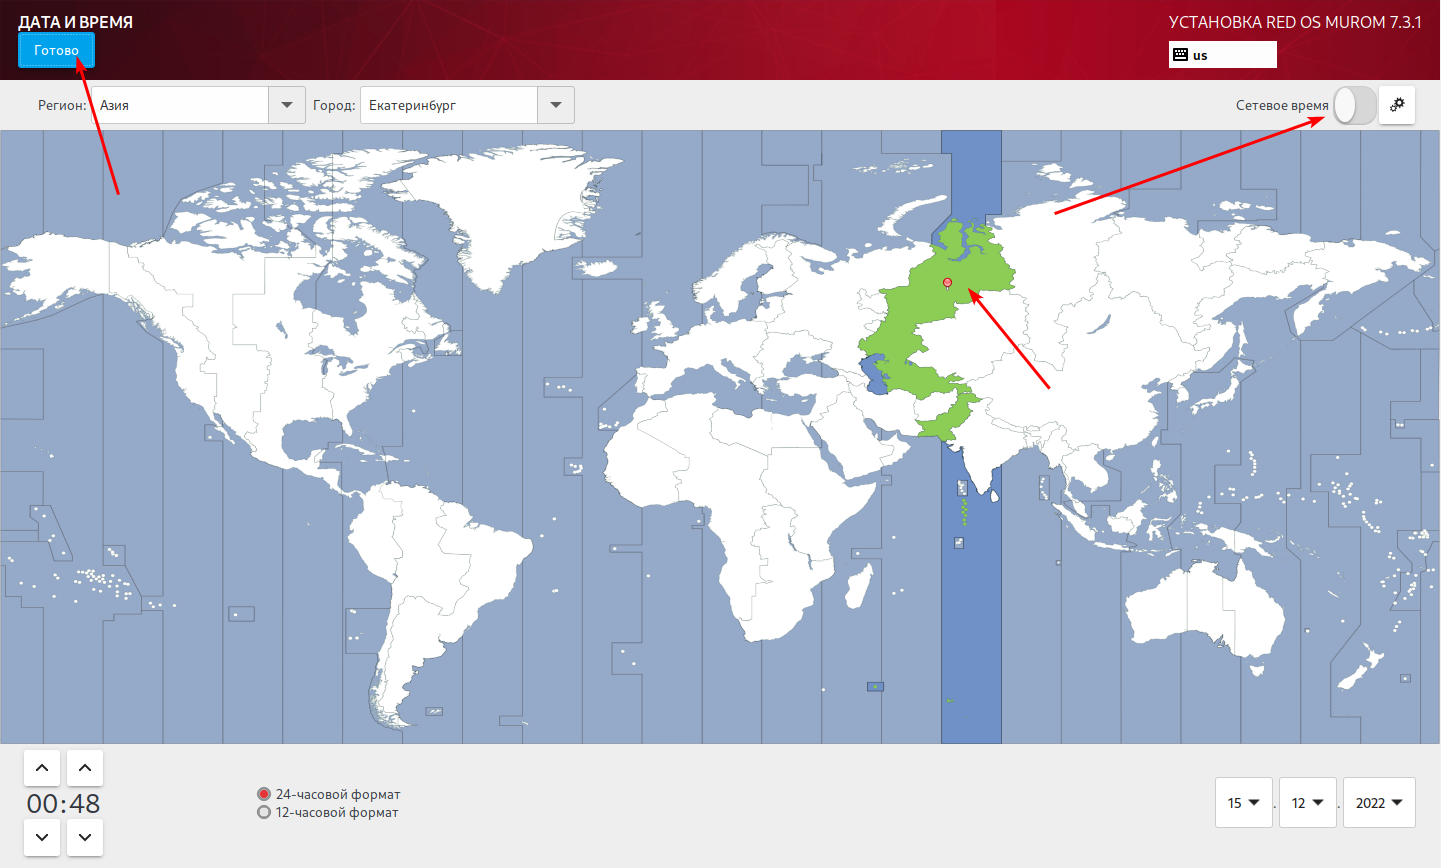 ДАТА И ВРЕМЯ
УСТАНОВКА RED OS MUROM 7.3.1
Готово
us
Регион: Азия Город: Екатеринбург Сетевое время
00:48
24-часовой формат
12-часовой формат
15 . 12 . 2022